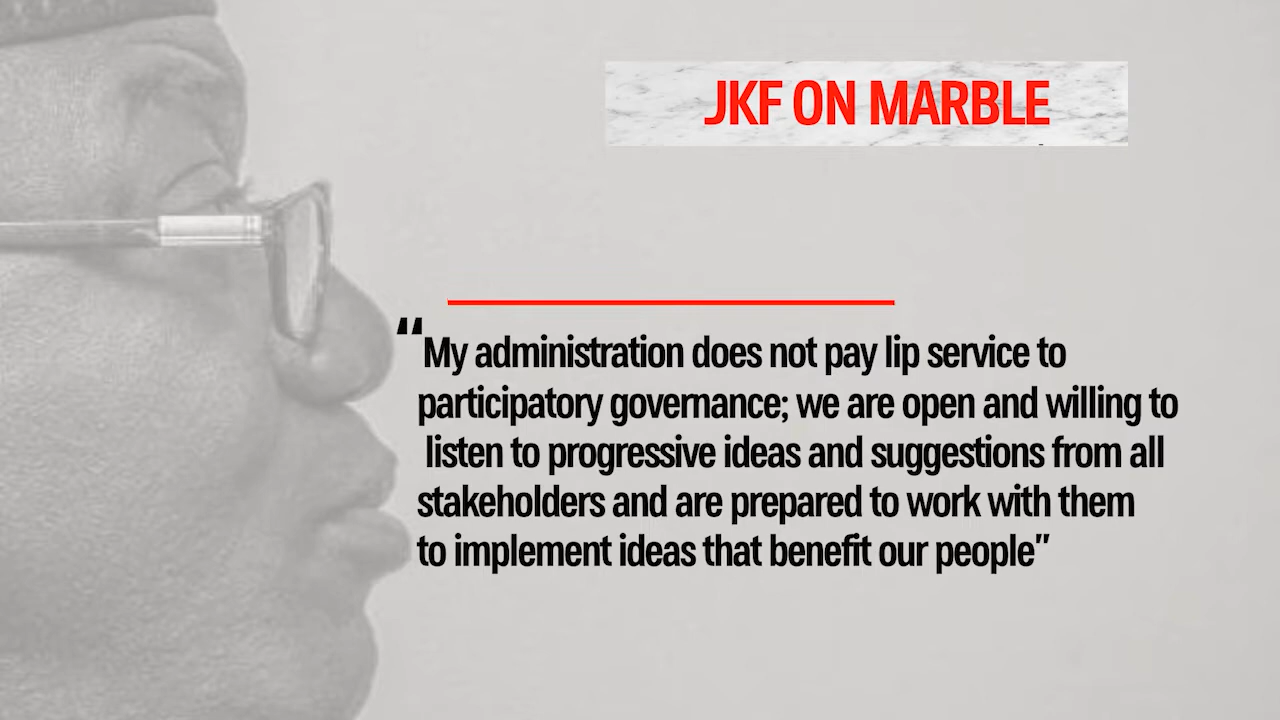 JKF ON MARBLE
“My administration does not pay lip service to
participatory governance; we are open and willing to
listen to progressive ideas and suggestions from all
stakeholders and are prepared to work with them
to implement ideas that benefit our people”